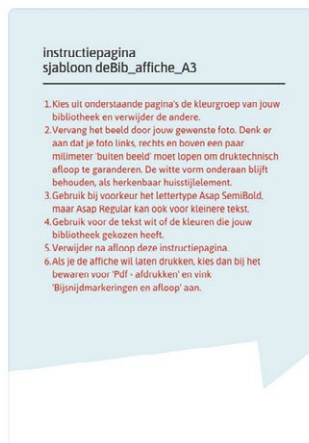 instructiepagina
sjabloon deBib_affiche_A3
1. Kies uit onderstaande pagina's de kleurgroep van jouw
bibliotheek en verwijder de andere.
2. Vervang het beeld door jouw gewenste foto. Denk er
aan dat je foto links, rechts en boven een paar
milimeter 'buiten beeld' moet lopen om druktechnisch
afloop te garanderen. De witte vorm onderaan blijft
behouden, als herkenbaar huisstijlelement.
3. Gebruik bij voorkeur het lettertype Asap SemiBold,
maar Asap Regular kan ook voor kleinere tekst.
4. Gebruik voor de tekst wit of de kleuren die jouw
bibliotheek gekozen heeft.
5. Verwijder na afloop deze instructiepagina.
6. Als je de affiche wil laten drukken, kies dan bij het
bewaren voor 'Pdf - afdrukken' en vink
'Bijsnijdmarkeringen en afloop' aan.